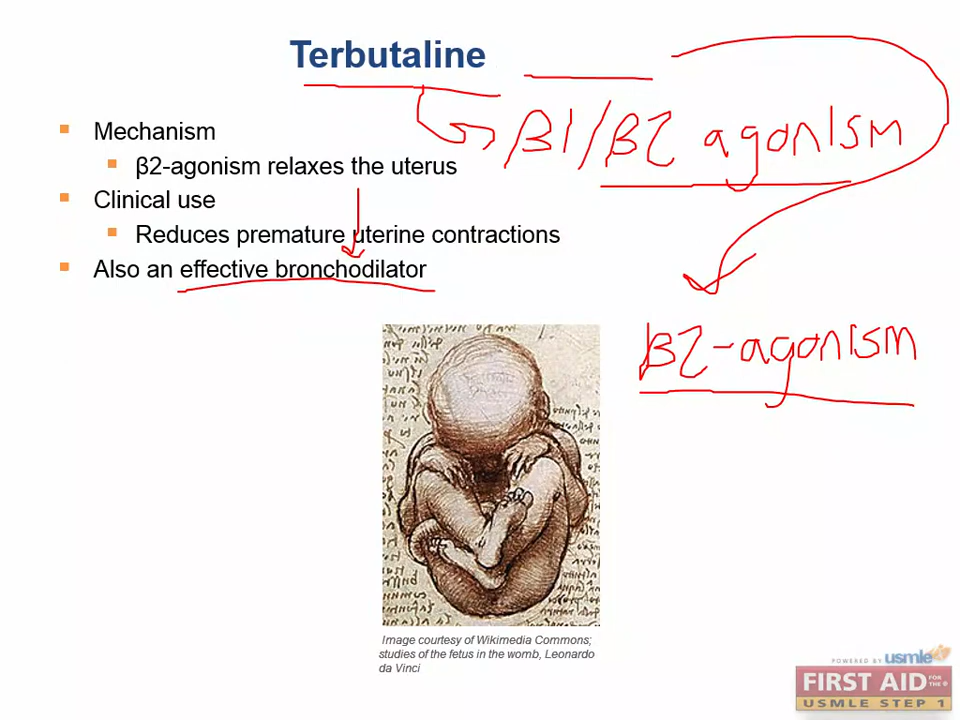 Terbutaline
β1/β2 agonism
Mechanism
β2-agonism relaxes the uterus
Clinical use
Reduces premature uterine contractions
Also an effective bronchodilator
β2-agonism
Image courtesy of Wikimedia Commons;
studies of the fetus in the womb, Leonardo
da Vinci
POWERED BY usmle
FIRST AID FOR THE®
USMLE STEP 1